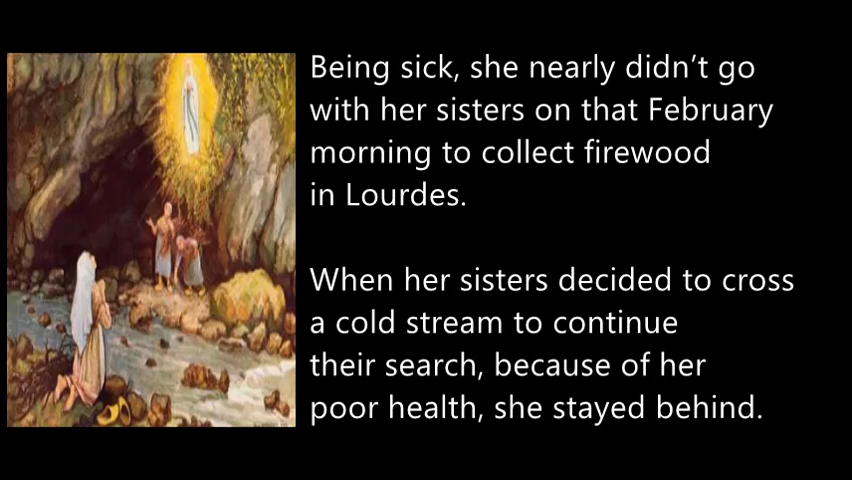 Being sick, she nearly didn’t go
with her sisters on that February
morning to collect firewood
in Lourdes.
When her sisters decided to cross
a cold stream to continue
their search, because of her
poor health, she stayed behind.